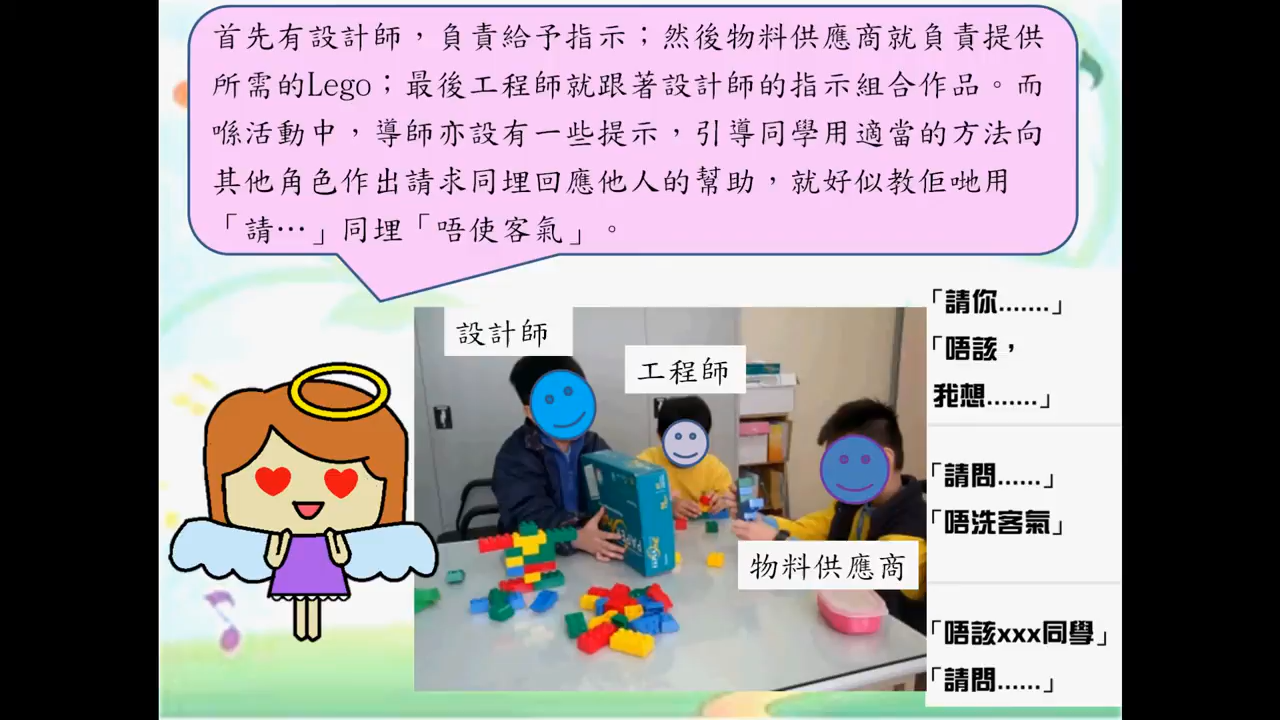 首先有設計師，負責給予指示；然後物料供應商就負責提供
所需的Lego；最後工程師就跟著設計師的指示組合作品。而
喺活動中，導師亦設有一些提示，引導同學用適當的方法向
其他角色作出請求同埋回應他人的幫助，就好似教佢哋用
「請…」同埋「唔使客氣」。
設計師
工程師
物料供應商
「請你.......」
「唔該，
我想.......」
「請問......」
「唔洗客氣」
「唔該xxx同學」
「請問......」